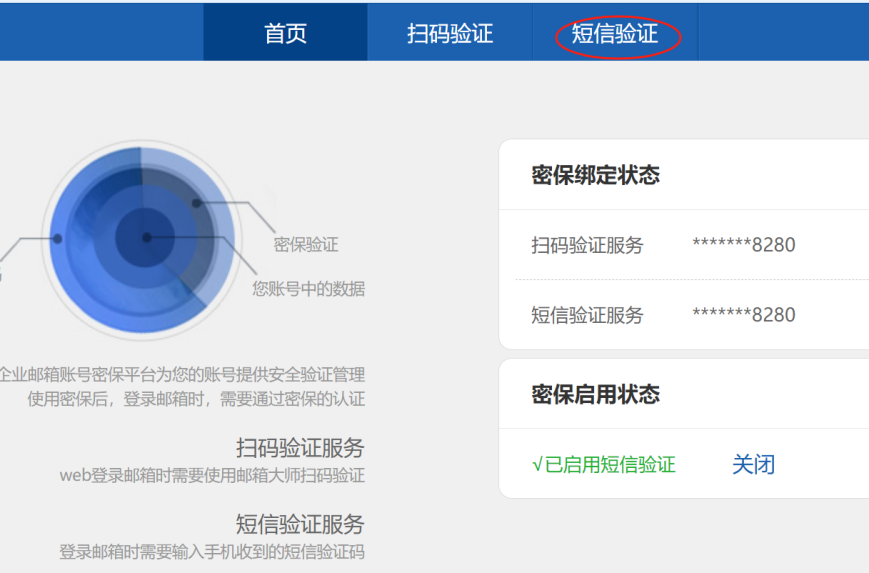 首页
扫码验证
短信验证
密保验证
您账号中的数据
企业邮箱账号密保平台为您的账号提供安全验证管理
使用密保后，登录邮箱时，需要通过密保的认证
扫码验证服务
web登录邮箱时需要使用邮箱大师扫码验证
短信验证服务
登录邮箱时需要输入手机收到的短信验证码
密保绑定状态
扫码验证服务 *******8280
短信验证服务 *******8280
密保启用状态
√已启用短信验证 关闭